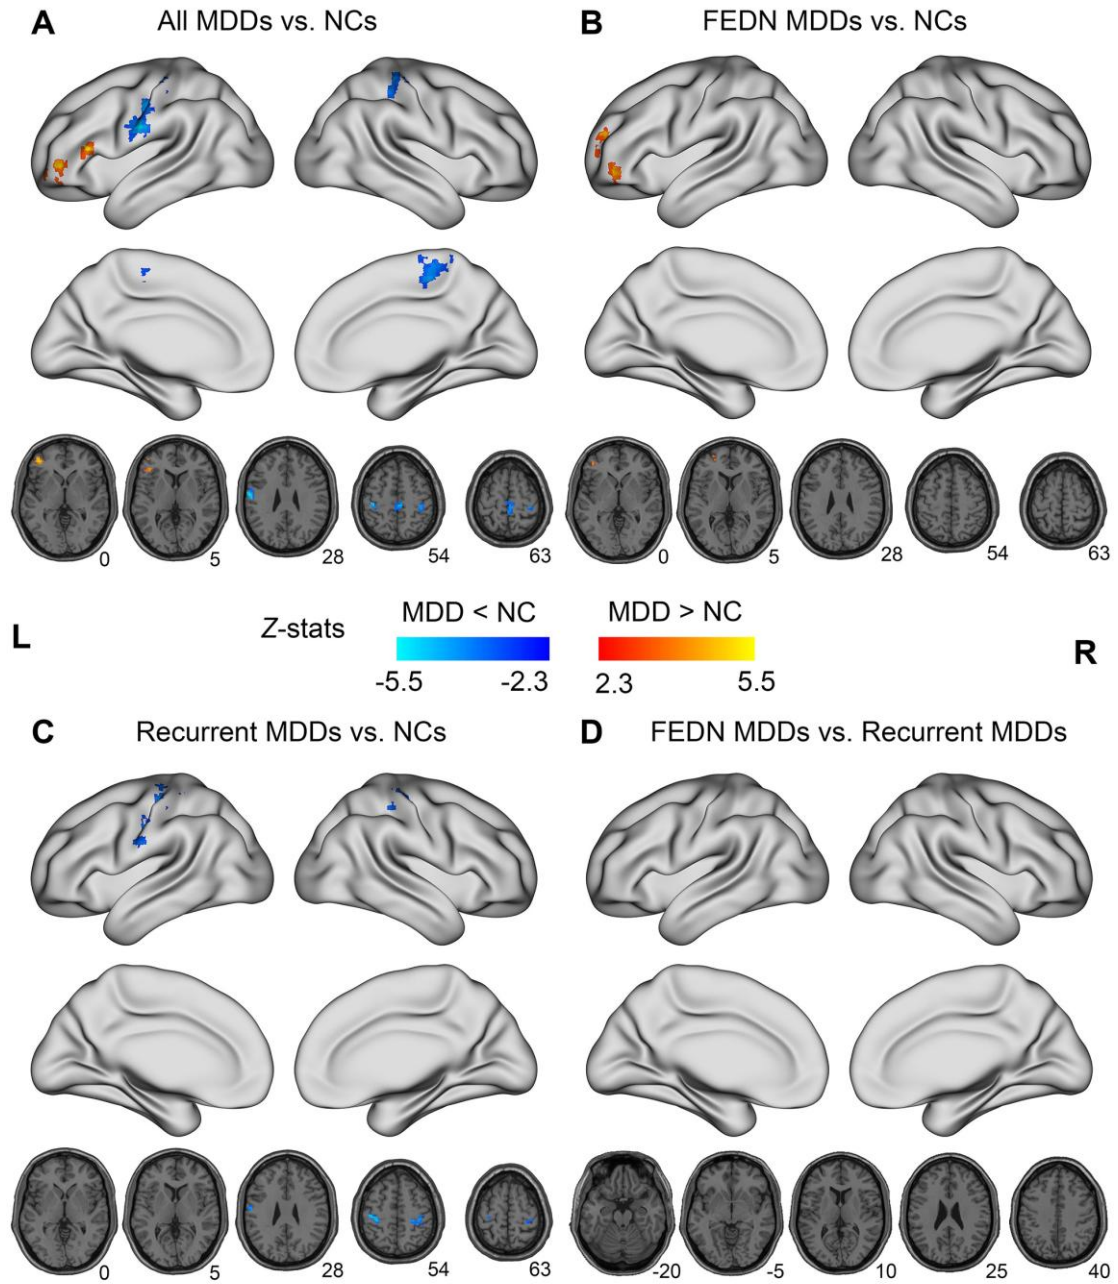 A All MDDs vs. NCs
B FEDN MDDs vs. NCs
0 5 28 54 63
0 5 28 54 63
L
Z-stats
MDD < NC
-5.5 -2.3
MDD > NC
2.3 5.5
R
C Recurrent MDDs vs. NCs
D FEDN MDDs vs. Recurrent MDDs
0 5 28 54 63
-20 -5 10 25 40